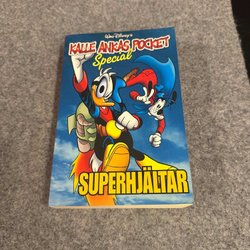 Walt Disney's
KALLE ANKAS POCKET
Special
SUPERHJÄLTAR